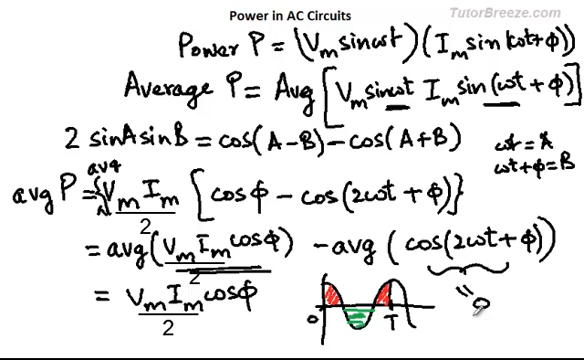 Power in AC Circuits
TutorBreeze.com
Power P = (Vm sinωt)(Im sin(ωt+φ))
Average P = Avg [Vm sinωt Im sin(ωt+φ)]
2 sinA sinB = cos(A-B) - cos(A+B)
ωt = A
ωt+φ = B
avg P = avg { Vm Im / 2 [cosφ - cos(2ωt+φ)}
= avg (Vm Im cosφ / 2) - avg (cos(2ωt+φ))
= Vm Im cosφ / 2
= 0
0 T